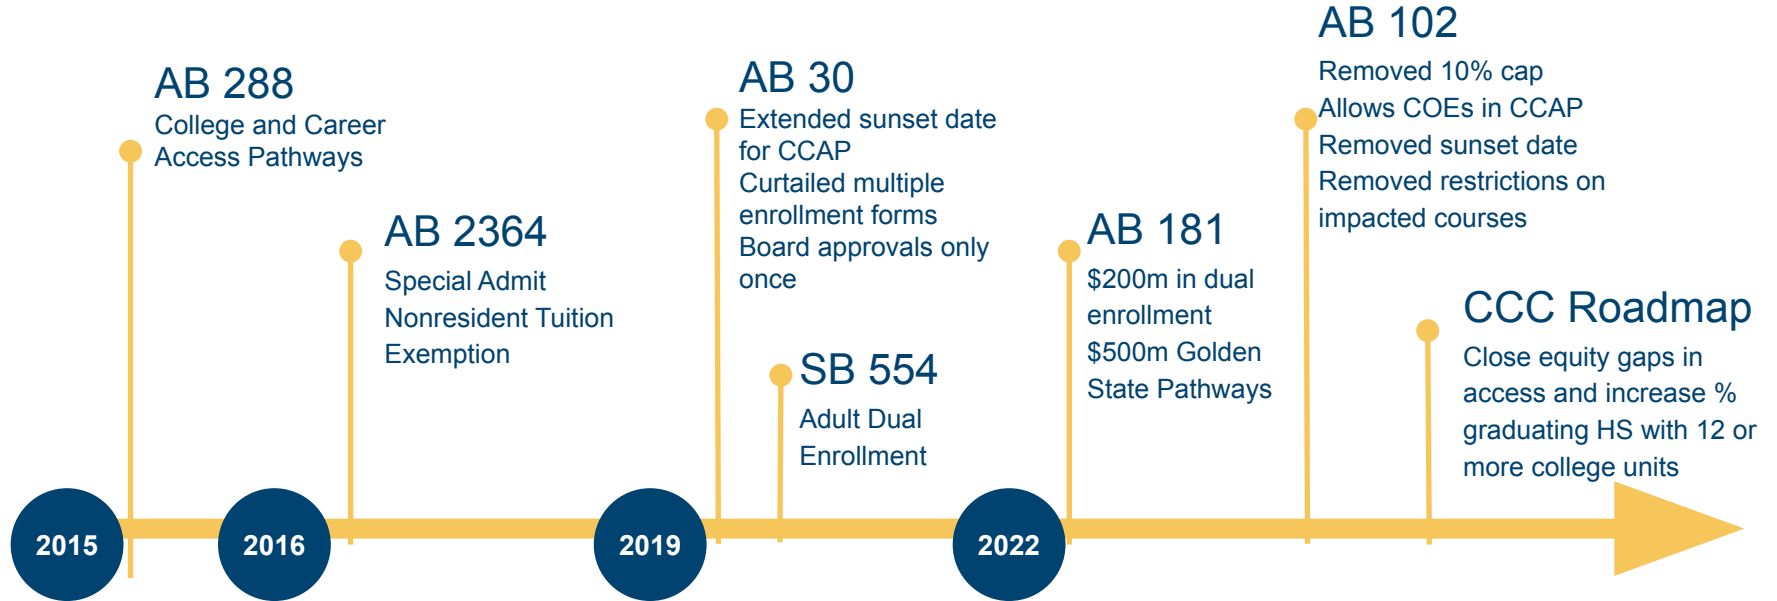 AB 288
College and Career
Access Pathways
AB 2364
Special Admit
Nonresident Tuition
Exemption
AB 30
Extended sunset date
for CCAP
Curtailed multiple
enrollment forms
Board approvals only
once
SB 554
Adult Dual
Enrollment
AB 181
$200m in dual
enrollment
$500m Golden
State Pathways
AB 102
Removed 10% cap
Allows COEs in CCAP
Removed sunset date
Removed restrictions on
impacted courses
CCC Roadmap
Close equity gaps in
access and increase %
graduating HS with 12 or
more college units
2015
2016
2019
2022